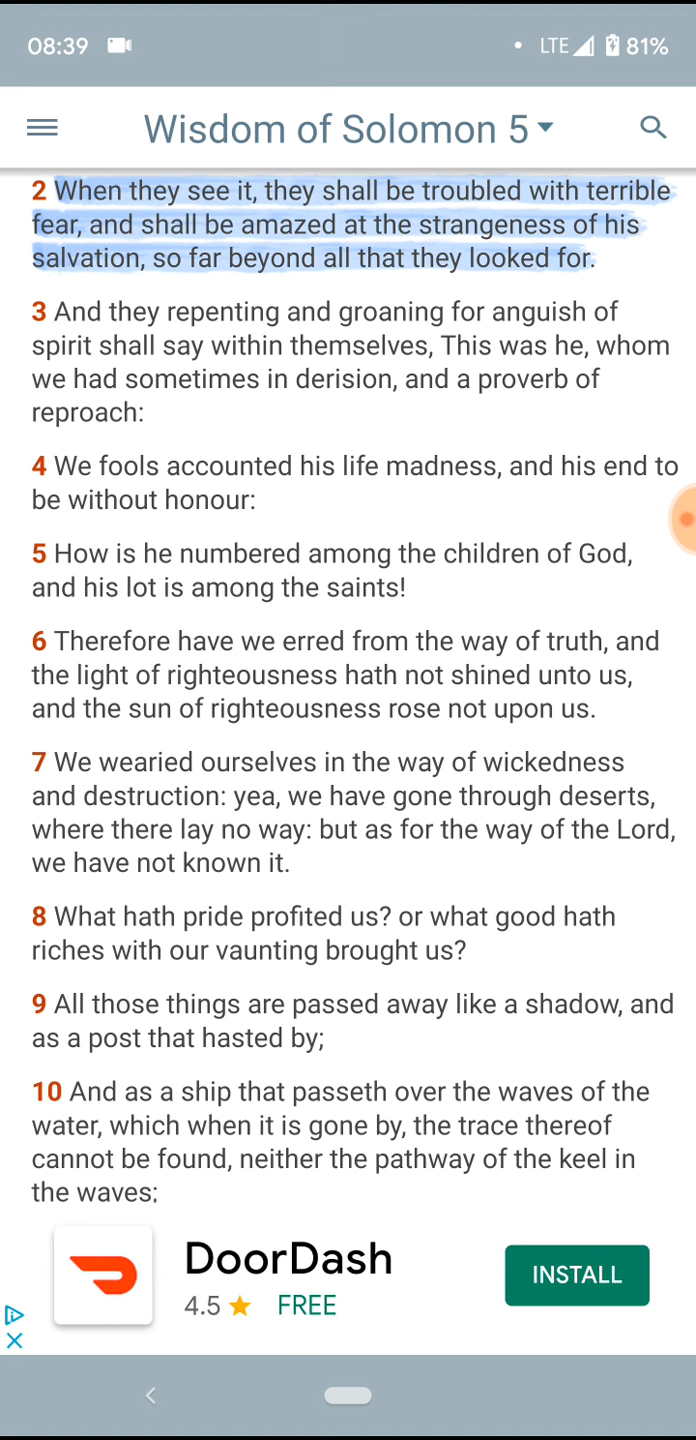 08:39
LTE 81%
Wisdom of Solomon 5
2 When they see it, they shall be troubled with terrible
fear, and shall be amazed at the strangeness of his
salvation, so far beyond all that they looked for.
3 And they repenting and groaning for anguish of
spirit shall say within themselves, This was he, whom
we had sometimes in derision, and a proverb of
reproach:
4 We fools accounted his life madness, and his end to
be without honour:
5 How is he numbered among the children of God,
and his lot is among the saints!
6 Therefore have we erred from the way of truth, and
the light of righteousness hath not shined unto us,
and the sun of righteousness rose not upon us.
7 We wearied ourselves in the way of wickedness
and destruction: yea, we have gone through deserts,
where there lay no way: but as for the way of the Lord,
we have not known it.
8 What hath pride profited us? or what good hath
riches with our vaunting brought us?
9 All those things are passed away like a shadow, and
as a post that hasted by;
10 And as a ship that passeth over the waves of the
water, which when it is gone by, the trace thereof
cannot be found, neither the pathway of the keel in
the waves:
DoorDash
4.5 ★ FREE
INSTALL